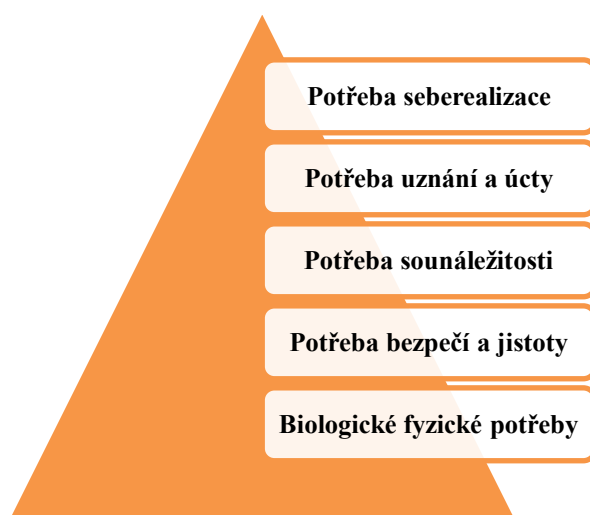 Potřeba seberealizace
Potřeba uznání a úcty
Potřeba sounáležitosti
Potřeba bezpečí a jistoty
Biologické fyzické potřeby